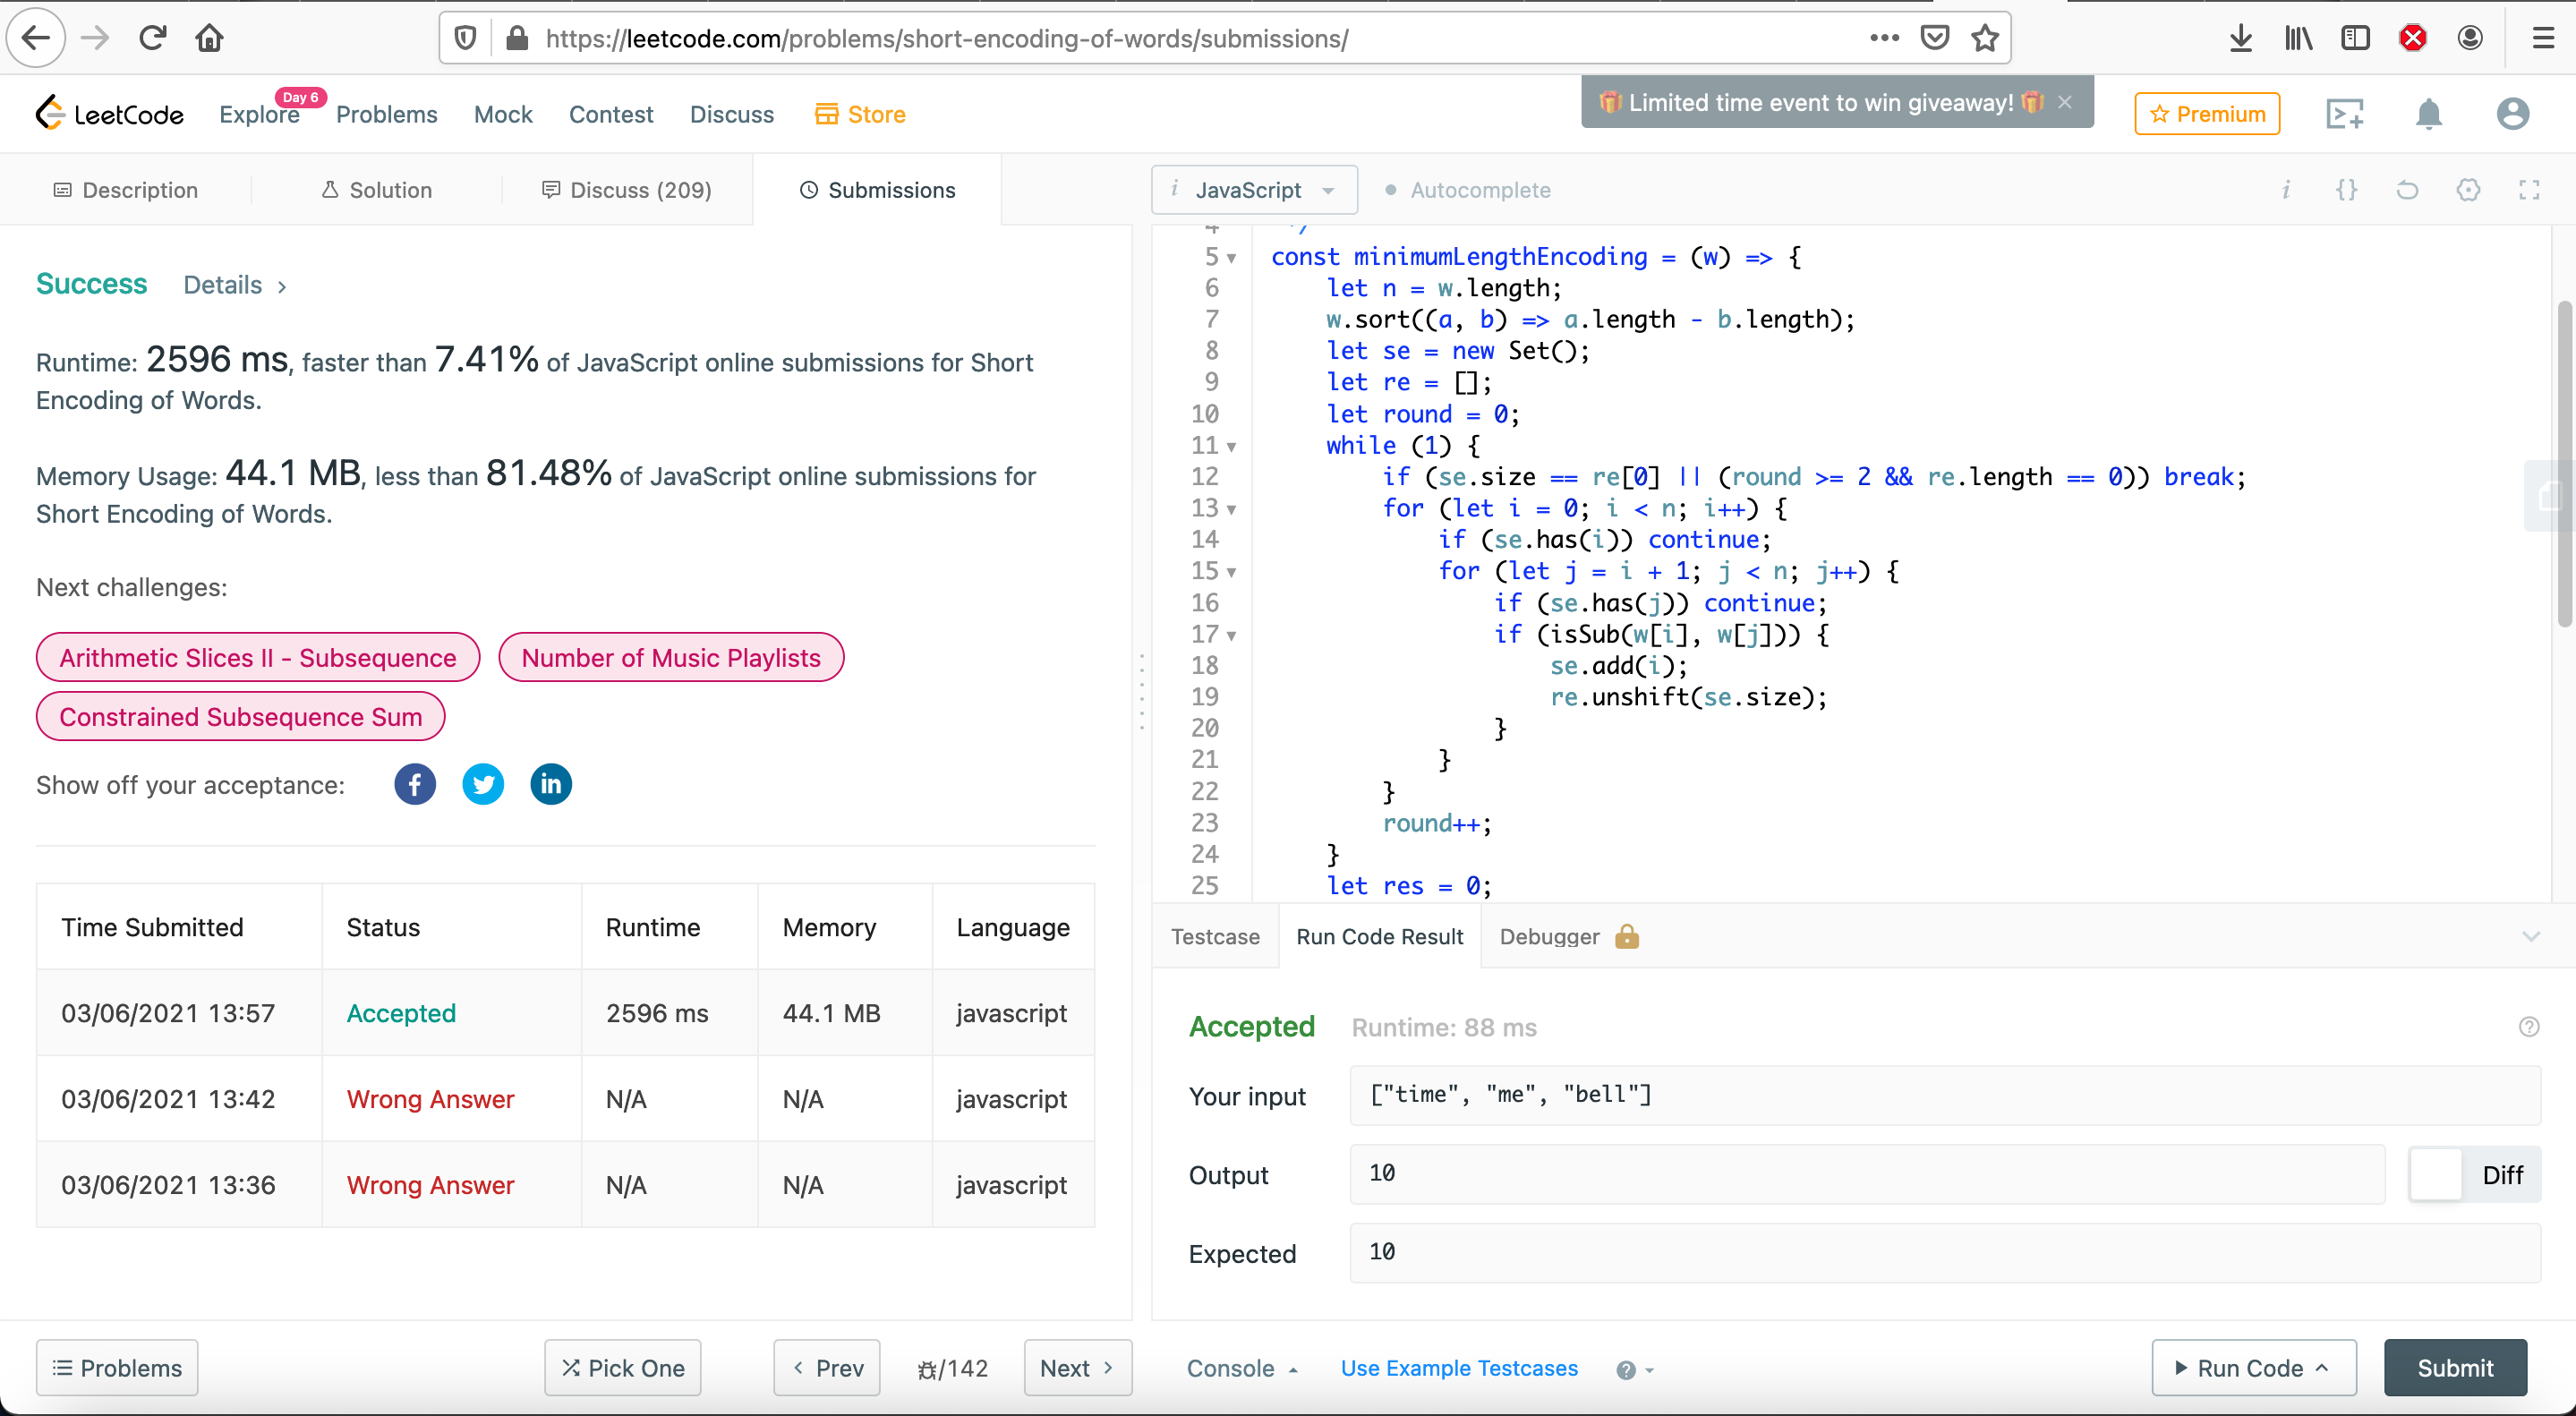 https://leetcode.com/problems/short-encoding-of-words/submissions/
LeetCode
Explore
Day 6
Problems
Mock
Contest
Discuss
Store
Limited time event to win giveaway!
Premium
Description
Solution
Discuss (209)
Submissions
Success
Details
Runtime: 2596 ms, faster than 7.41% of JavaScript online submissions for Short
Encoding of Words.
Memory Usage: 44.1 MB, less than 81.48% of JavaScript online submissions for
Short Encoding of Words.
Next challenges:
Arithmetic Slices II - Subsequence
Number of Music Playlists
Constrained Subsequence Sum
Show off your acceptance:
Time Submitted Status Runtime Memory Language
03/06/2021 13:57 Accepted 2596 ms 44.1 MB javascript
03/06/2021 13:42 Wrong Answer N/A N/A javascript
03/06/2021 13:36 Wrong Answer N/A N/A javascript
Problems
Pick One
Prev
/142
Next
i JavaScript
Autocomplete
i {}
4 */
5 const minimumLengthEncoding = (w) => {
6 let n = w.length;
7 w.sort((a, b) => a.length - b.length);
8 let se = new Set();
9 let re = [];
10 let round = 0;
11 while (1) {
12 if (se.size == re[0] || (round >= 2 && re.length == 0)) break;
13 for (let i = 0; i < n; i++) {
14 if (se.has(i)) continue;
15 for (let j = i + 1; j < n; j++) {
16 if (se.has(j)) continue;
17 if (isSub(w[i], w[j])) {
18 se.add(i);
19 re.unshift(se.size);
20 }
21 }
22 }
23 round++;
24 }
25 let res = 0;
Testcase
Run Code Result
Debugger
Accepted
Runtime: 88 ms
Your input
["time", "me", "bell"]
Output
10
Diff
Expected
10
Console
Use Example Testcases
Run Code
Submit